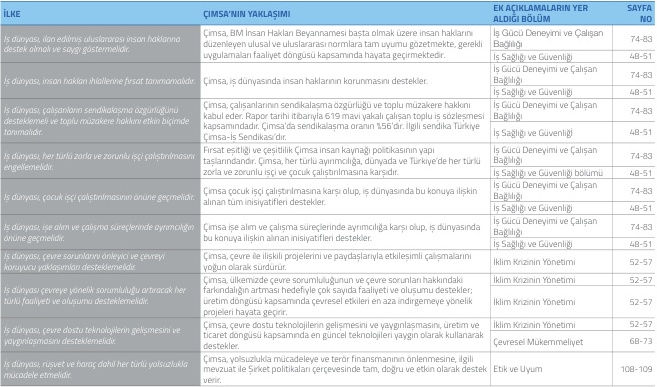 İLKE
ÇIMSA'NIN YAKLAŞIMI
EK AÇIKLAMALARIN YER
ALDIĞI BÖLÜM
SAYFA
NO
İş dünyası, ilan edilmiş uluslararası insan haklarına
destek olmalı ve saygı göstermelidir.
Çimsa, BM İnsan Hakları Beyannamesi başta olmak üzere insan haklarını
düzenleyen ulusal ve uluslararası normlara tam uyumu gözetmekte, gerekli
uygulamaları faaliyet döngüsü kapsamında hayata geçirmektedir.
İş Gücü Deneyimi ve Çalışan
Bağlılığı
74-83
İş Sağlığı ve Güvenliği
48-51
İş dünyası, insan hakları ihlallerine fırsat tanımamalıdır.
Çimsa, iş dünyasında insan haklarının korunmasını destekler.
İş Gücü Deneyimi ve Çalışan
Bağlılığı
74-83
İş Sağlığı ve Güvenliği
48-51
İş dünyası, çalışanların sendikalaşma özgürlüğünü
desteklemeli ve toplu müzakere hakkını etkin biçimde
tanımalıdır.
Çimsa, çalışanlarının sendikalaşma özgürlüğü ve toplu müzakere hakkını
kabul eder. Rapor tarihi itibarıyla 619 mavi yakalı çalışan toplu iş sözleşmesi
kapsamındadır. Çimsa'da sendikalaşma oranın %56'dır. İlgili sendika Türkiye
Çimsa-İş Sendikası'dır.
İş Gücü Deneyimi ve Çalışan
Bağlılığı
74-83
İş Sağlığı ve Güvenliği
48-51
İş dünyası, her türlü zorla ve zorunlu işçi çalıştırılmasını
engellemelidir.
Fırsat eşitliği ve çeşitlilik Çimsa insan kaynağı politikasının yapı
taşlarındandır. Çimsa, her türlü ayrımcılığa, dünyada ve Türkiye'de her türlü
zorla ve zorunlu işçi ve çocuk çalıştırılmasına karşıdır.
İş Gücü Deneyimi ve Çalışan
Bağlılığı
74-83
İş Sağlığı ve Güvenliği bölümü
48-51
İş dünyası, çocuk işçi çalıştırılmasının önüne geçmelidir.
Çimsa çocuk işçi çalıştırılmasına karşı olup, iş dünyasında bu konuya ilişkin
alınan tüm inisiyatifleri destekler.
İş Gücü Deneyimi ve Çalışan
Bağlılığı
74-83
İş Sağlığı ve Güvenliği
48-51
İş dünyası, işe alım ve çalışma süreçlerinde ayrımcılığın
önüne geçmelidir.
Çimsa işe alım ve çalışma süreçlerinde ayrımcılığa karşı olup, iş dünyasında
bu konuya ilişkin alınan inisiyatifleri destekler.
İş Gücü Deneyimi ve Çalışan
Bağlılığı
74-83
İş Sağlığı ve Güvenliği
48-51
İş dünyası, çevre sorunlarını önleyici ve çevreyi
koruyucu yaklaşımları desteklemelidir.
Çimsa, çevre ile ilişkili projelerini ve paydaşlarıyla etkileşimli çalışmalarını
yoğun olarak sürdürür.
İklim Krizinin Yönetimi
52-57
İş dünyası çevreye yönelik sorumluluğu artıracak her
türlü faaliyeti ve oluşumu desteklemelidir.
Çimsa, ülkemizde çevre sorumluluğunun ve çevre sorunları hakkındaki
farkındalığın artması hedefiyle çok sayıda faaliyeti ve oluşumu destekler;
üretim döngüsü kapsamında çevresel etkileri en aza indirgemeye yönelik
projeleri hayata geçirir.
İklim Krizinin Yönetimi
52-57
İklim Krizinin Yönetimi
52-57
İş dünyası, çevre dostu teknolojilerin gelişmesini ve
yaygınlaşmasını desteklemelidir.
Çimsa, çevre dostu teknolojilerin gelişmesini ve yaygınlaşmasını, üretim ve
ticaret döngüsü kapsamında en güncel teknolojileri yaygın olarak kullanarak
destekler.
İklim Krizinin Yönetimi
52-57
Çevresel Mükemmeliyet
68-73
İş dünyası, rüşvet ve haraç dahil her türlü yolsuzlukla
mücadele etmelidir.
Çimsa, yolsuzlukla mücadeleye ve terör finansmanının önlenmesine, ilgili
mevzuat ile Şirket politikaları çerçevesinde tam, doğru ve etkin olarak destek
verir.
Etik ve Uyum
108-109